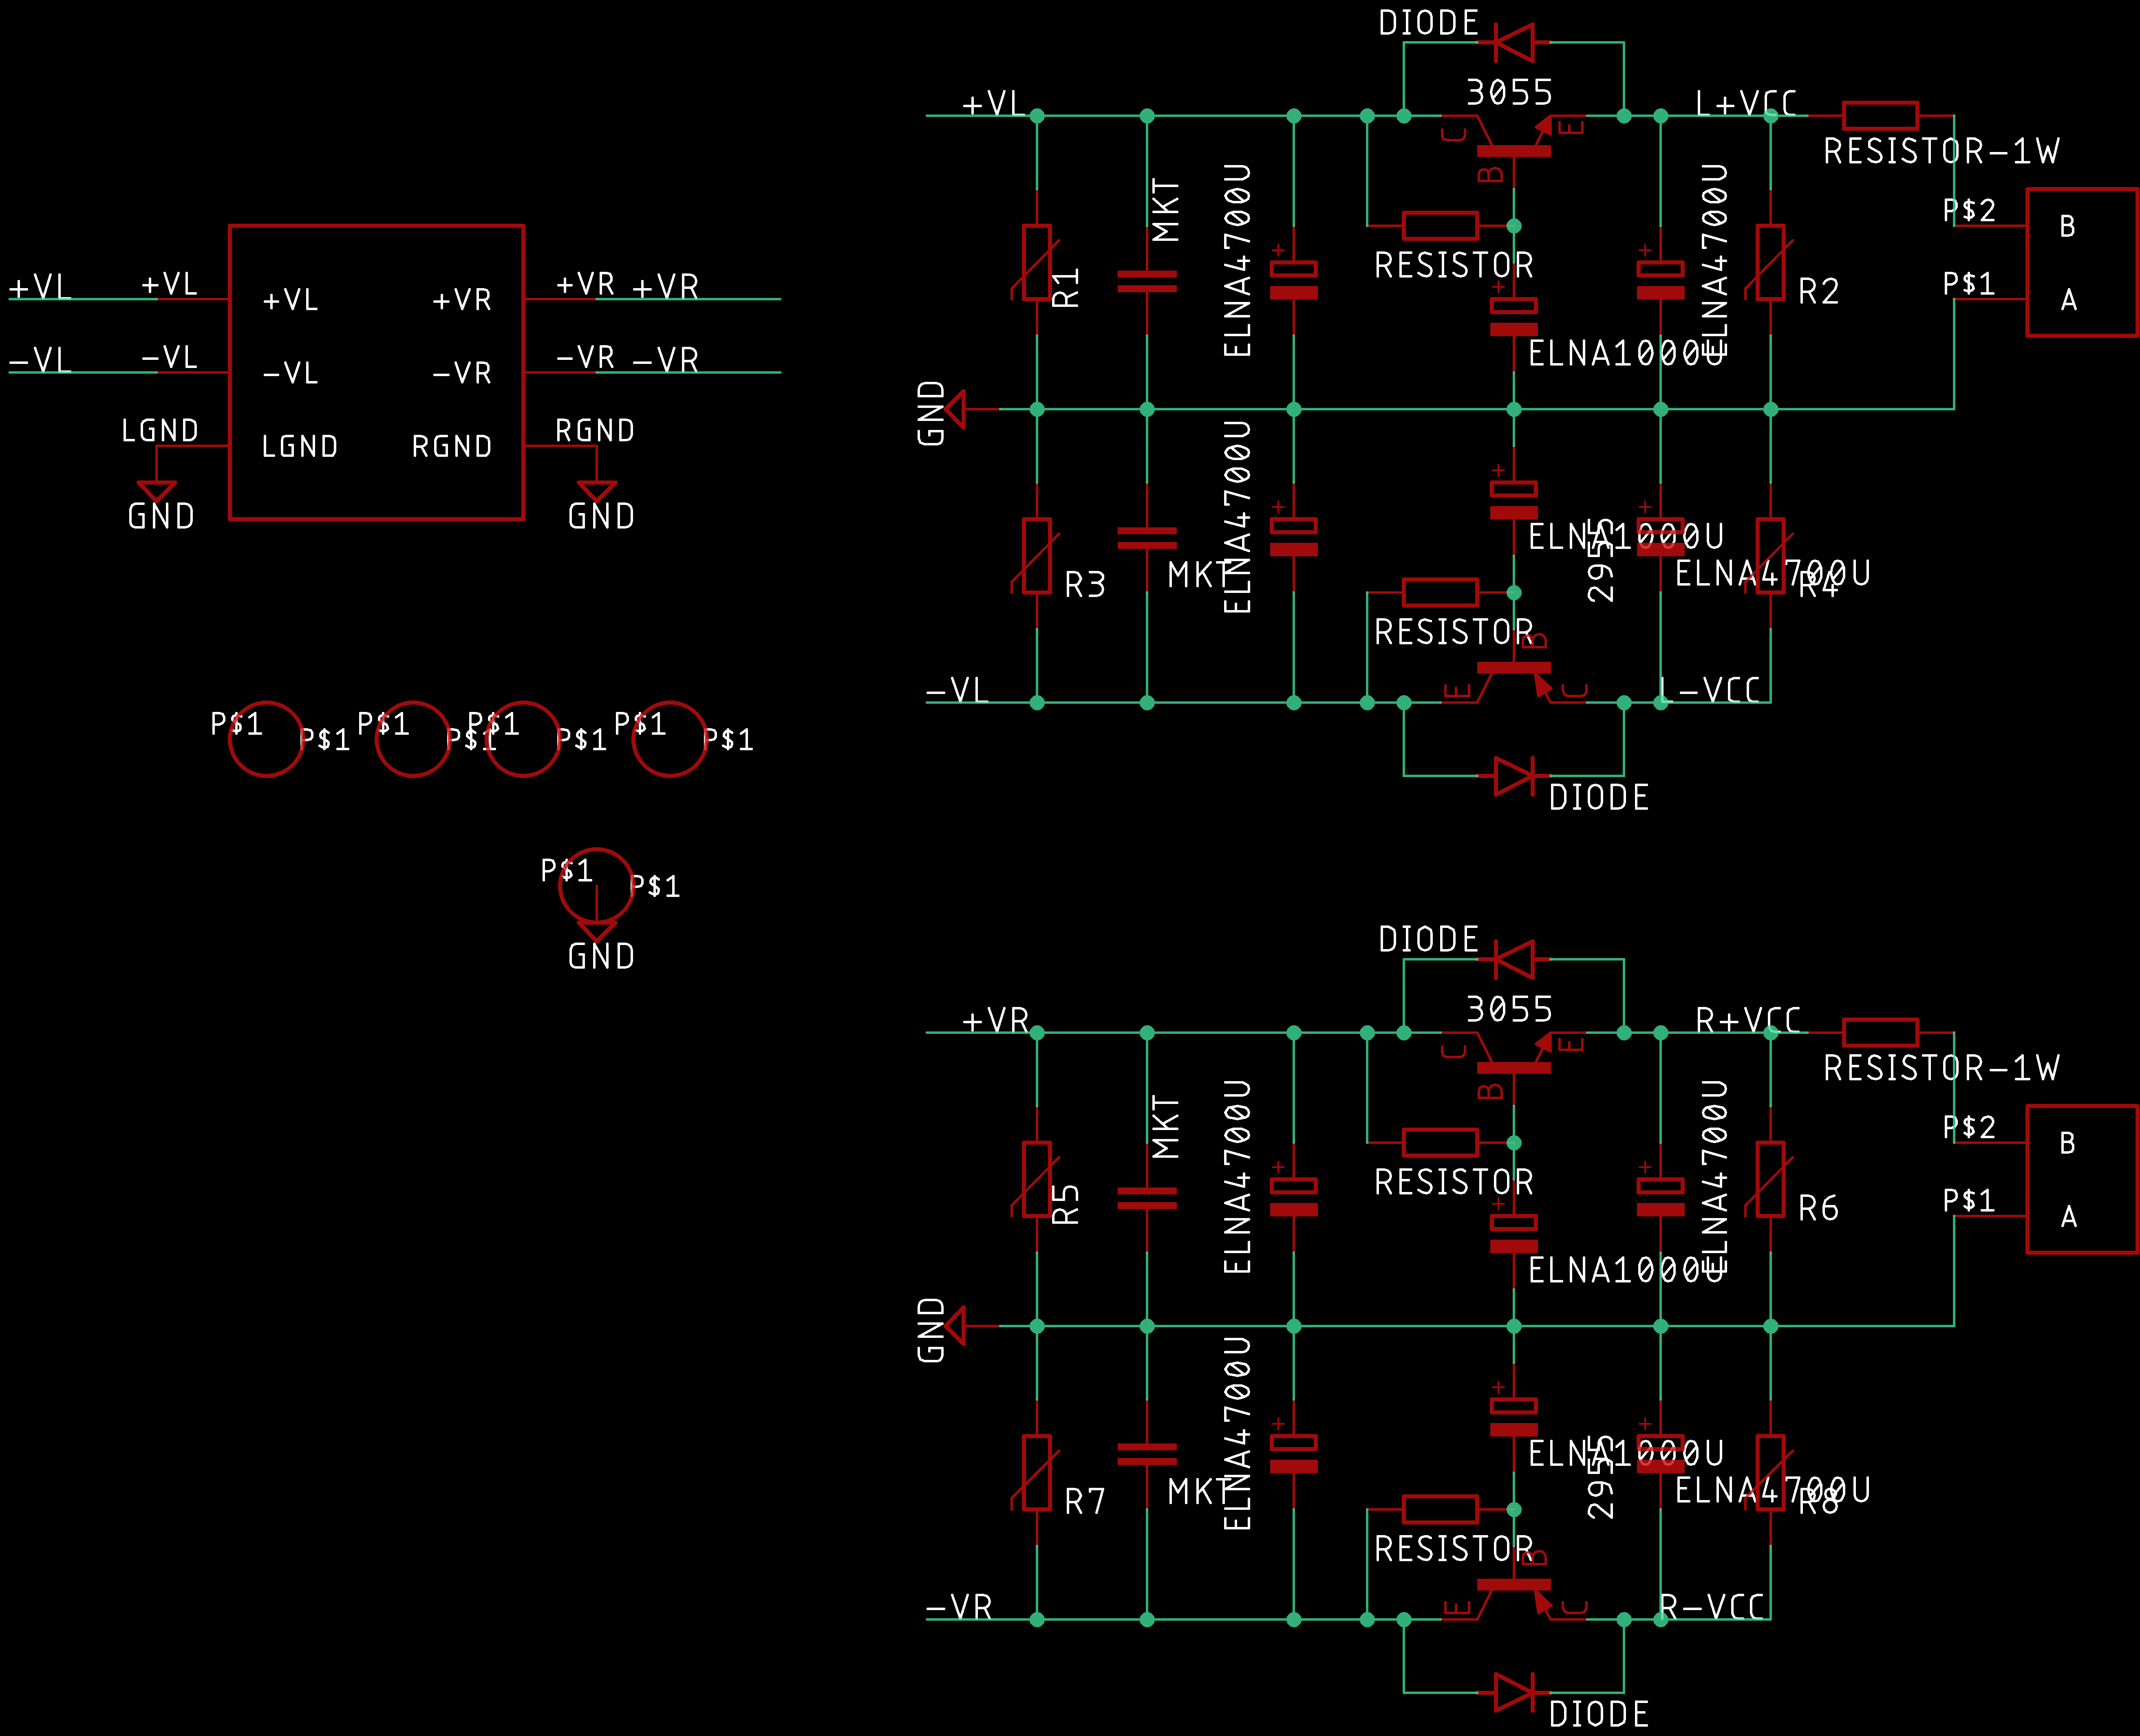 DIODE
3055
+VL
L+VCC
C
E
B
RESISTOR-1W
MKT
ELNA4700U
ELNA4700U
RESISTOR
R1
R2
P$2
B
P$1
A
ELNA1000U
GND
+VL +VL +VL +VR +VR +VR
-VL -VL -VL -VR -VR -VR
LGND LGND RGND RGND
GND GND
ELNA4700U
ELNA1000U
2955
ELNA4700U
R3
MKT
R4
RESISTOR
B
-VL
E
C
L-VCC
DIODE
P$1 P$1 P$1 P$1 P$1 P$1 P$1 P$1
P$1 P$1
GND
DIODE
3055
+VR
R+VCC
C
E
B
RESISTOR-1W
MKT
ELNA4700U
ELNA4700U
RESISTOR
R5
R6
P$2
B
P$1
A
ELNA1000U
GND
ELNA4700U
ELNA1000U
2955
ELNA4700U
R7
MKT
R8
RESISTOR
B
-VR
E
C
R-VCC
DIODE